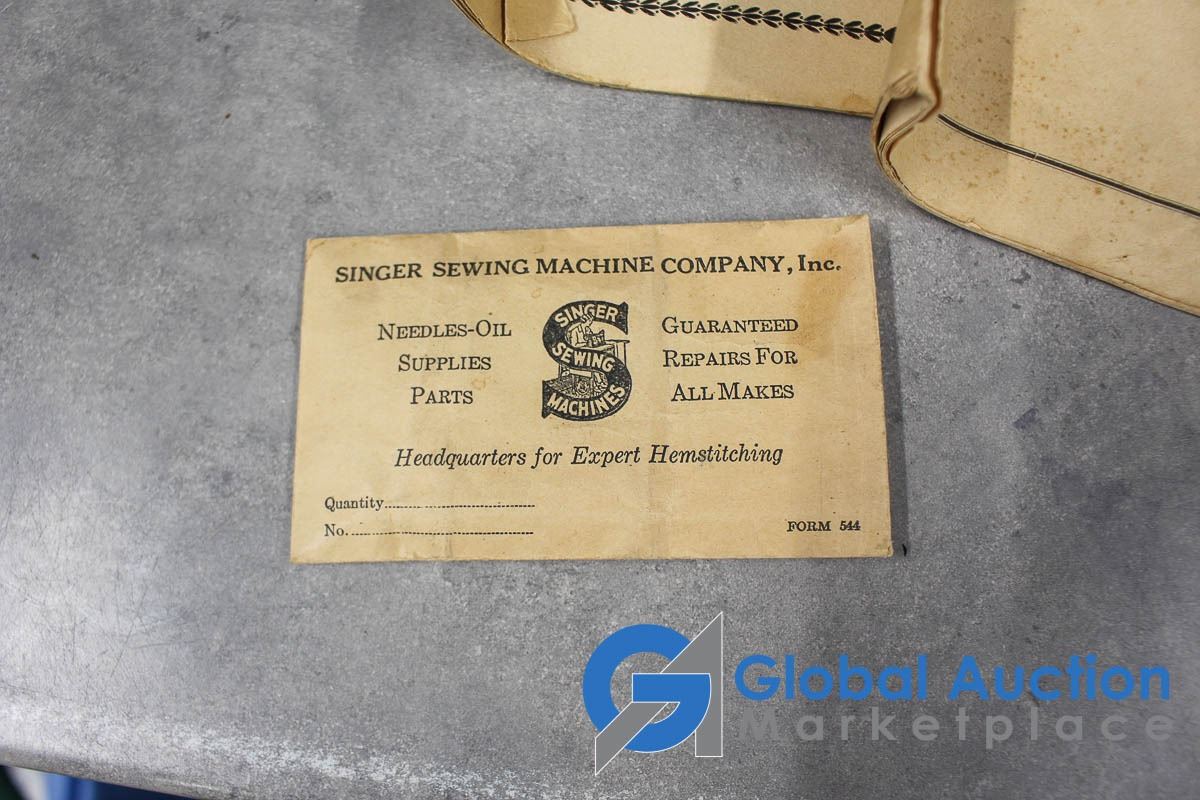 SINGER SEWING MACHINE COMPANY, Inc.
NEEDLES-OIL
SUPPLIES
PARTS
SINGER
SEWING
MACHINES
GUARANTEED
REPAIRS FOR
ALL MAKES
Headquarters for Expert Hemstitching
Quantity
No.
FORM 544
GA Global Auction
Marketplace